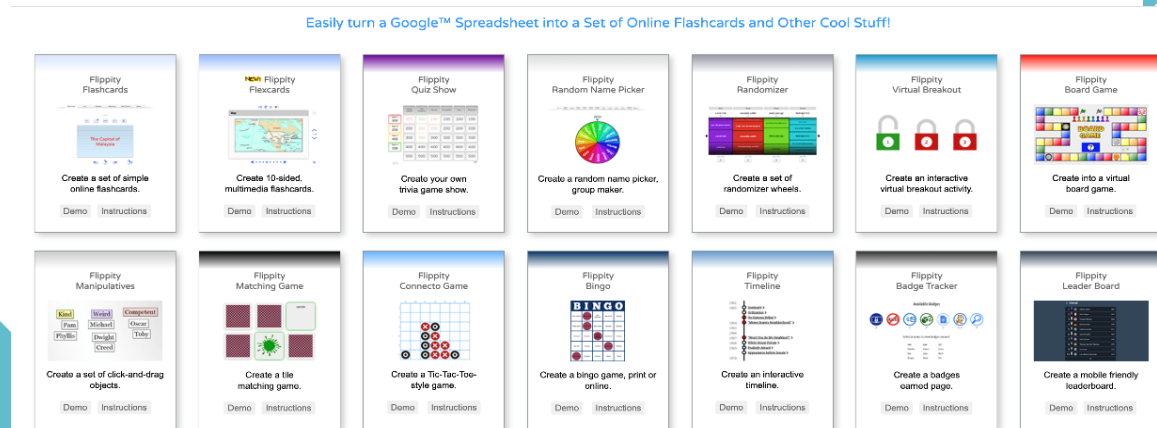 Easily turn a Google™ Spreadsheet into a Set of Online Flashcards and Other Cool Stuff!
Flippity
Flashcards
The Capital of
Malaysia
Create a set of simple
online flashcards.
Demo Instructions
NEW! Flippity
Flexcards
Create 10-sided,
multimedia flashcards.
Demo Instructions
Flippity
Quiz Show
Create your own
trivia game show.
Demo Instructions
Flippity
Random Name Picker
Create a random name picker,
group maker.
Demo Instructions
Flippity
Randomizer
Create a set of
randomizer wheels.
Demo Instructions
Flippity
Virtual Breakout
1 2 3
Create an interactive
virtual breakout activity.
Demo Instructions
Flippity
Board Game
BOARD
GAME
?
Create into a virtual
board game.
Demo Instructions
Flippity
Manipulatives
Kind Weird Competent
Pam Michael Oscar
Phyllis Dwight Toby
Creed
Create a set of click-and-drag
objects.
Demo Instructions
Flippity
Matching Game
Create a tile
matching game.
Demo Instructions
Flippity
Connecto Game
Create a Tic-Tac-Toe-
style game.
Demo Instructions
Flippity
Bingo
BINGO
Create a bingo game, print or
online.
Demo Instructions
Flippity
Timeline
Create an interactive
timeline.
Demo Instructions
Flippity
Badge Tracker
Available Badges
Create a badges
earned page.
Demo Instructions
Flippity
Leader Board
Create a mobile friendly
leaderboard.
Demo Instructions